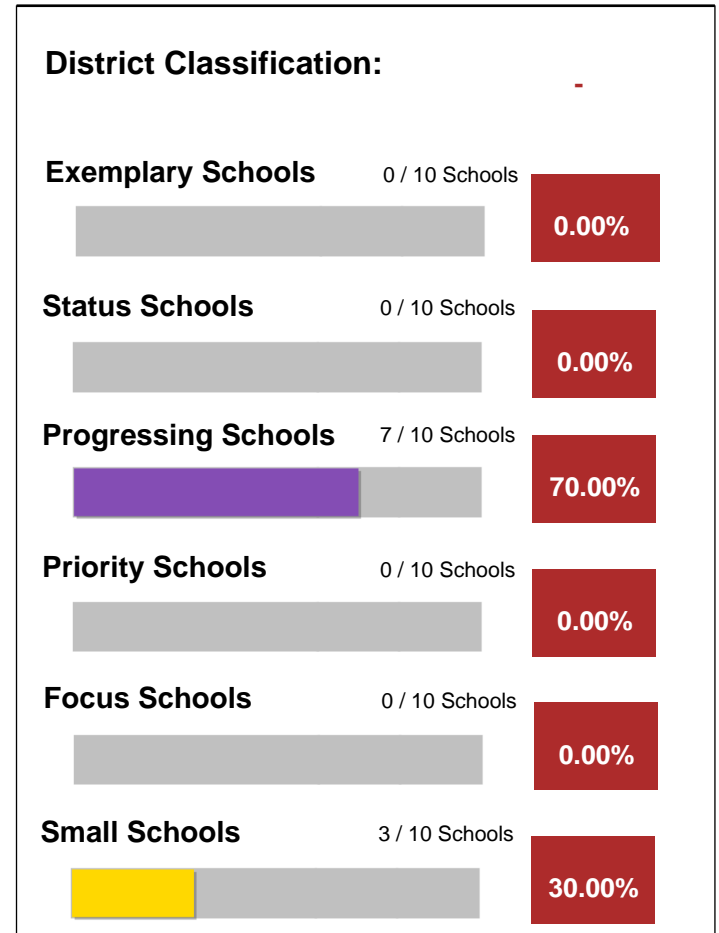 District Classification:
-
Exemplary Schools 0 / 10 Schools
0.00%
Status Schools 0 / 10 Schools
0.00%
Progressing Schools 7 / 10 Schools
70.00%
Priority Schools 0 / 10 Schools
0.00%
Focus Schools 0 / 10 Schools
0.00%
Small Schools 3 / 10 Schools
30.00%